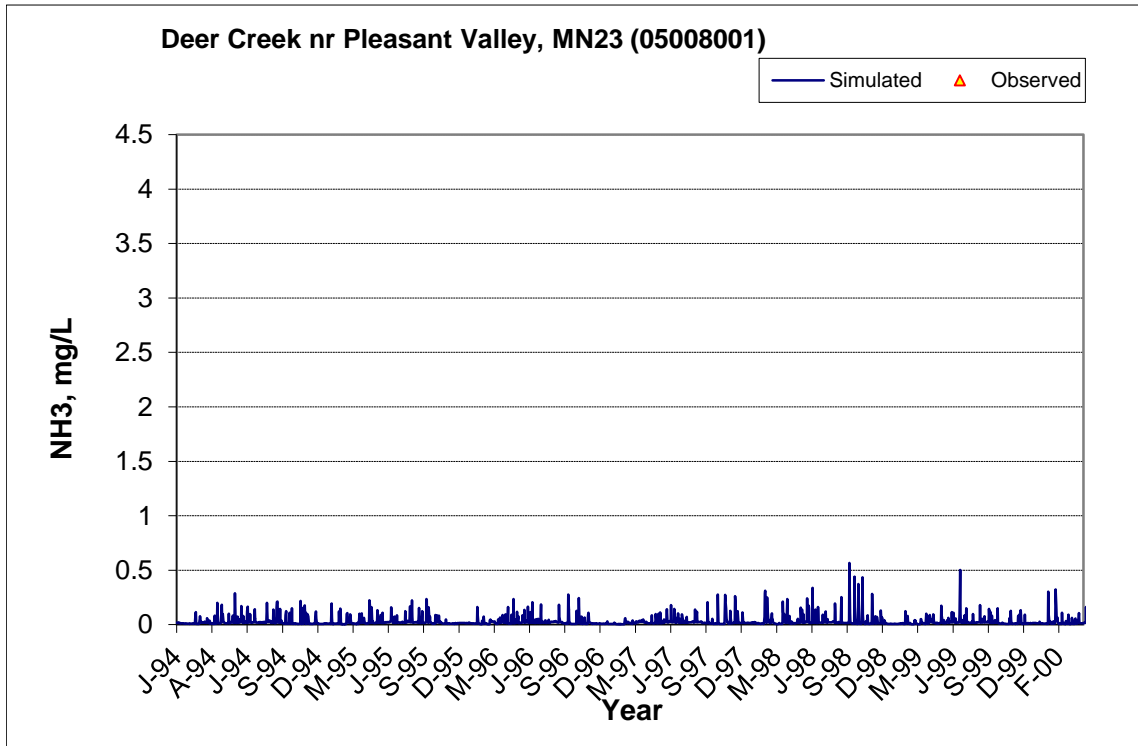 Deer Creek nr Pleasant Valley, MN23 (05008001)
Simulated Observed
4.5
4
3.5
3
2.5
2
1.5
1
0.5
0
NH3, mg/L
J-94 A-94 J-94 S-94 D-94 M-95 J-95 S-95 D-95 M-96 J-96 S-96 D-96 M-97 J-97 S-97 D-97 M-98 J-98 S-98 D-98 M-99 J-99 S-99 D-99 F-00
Year